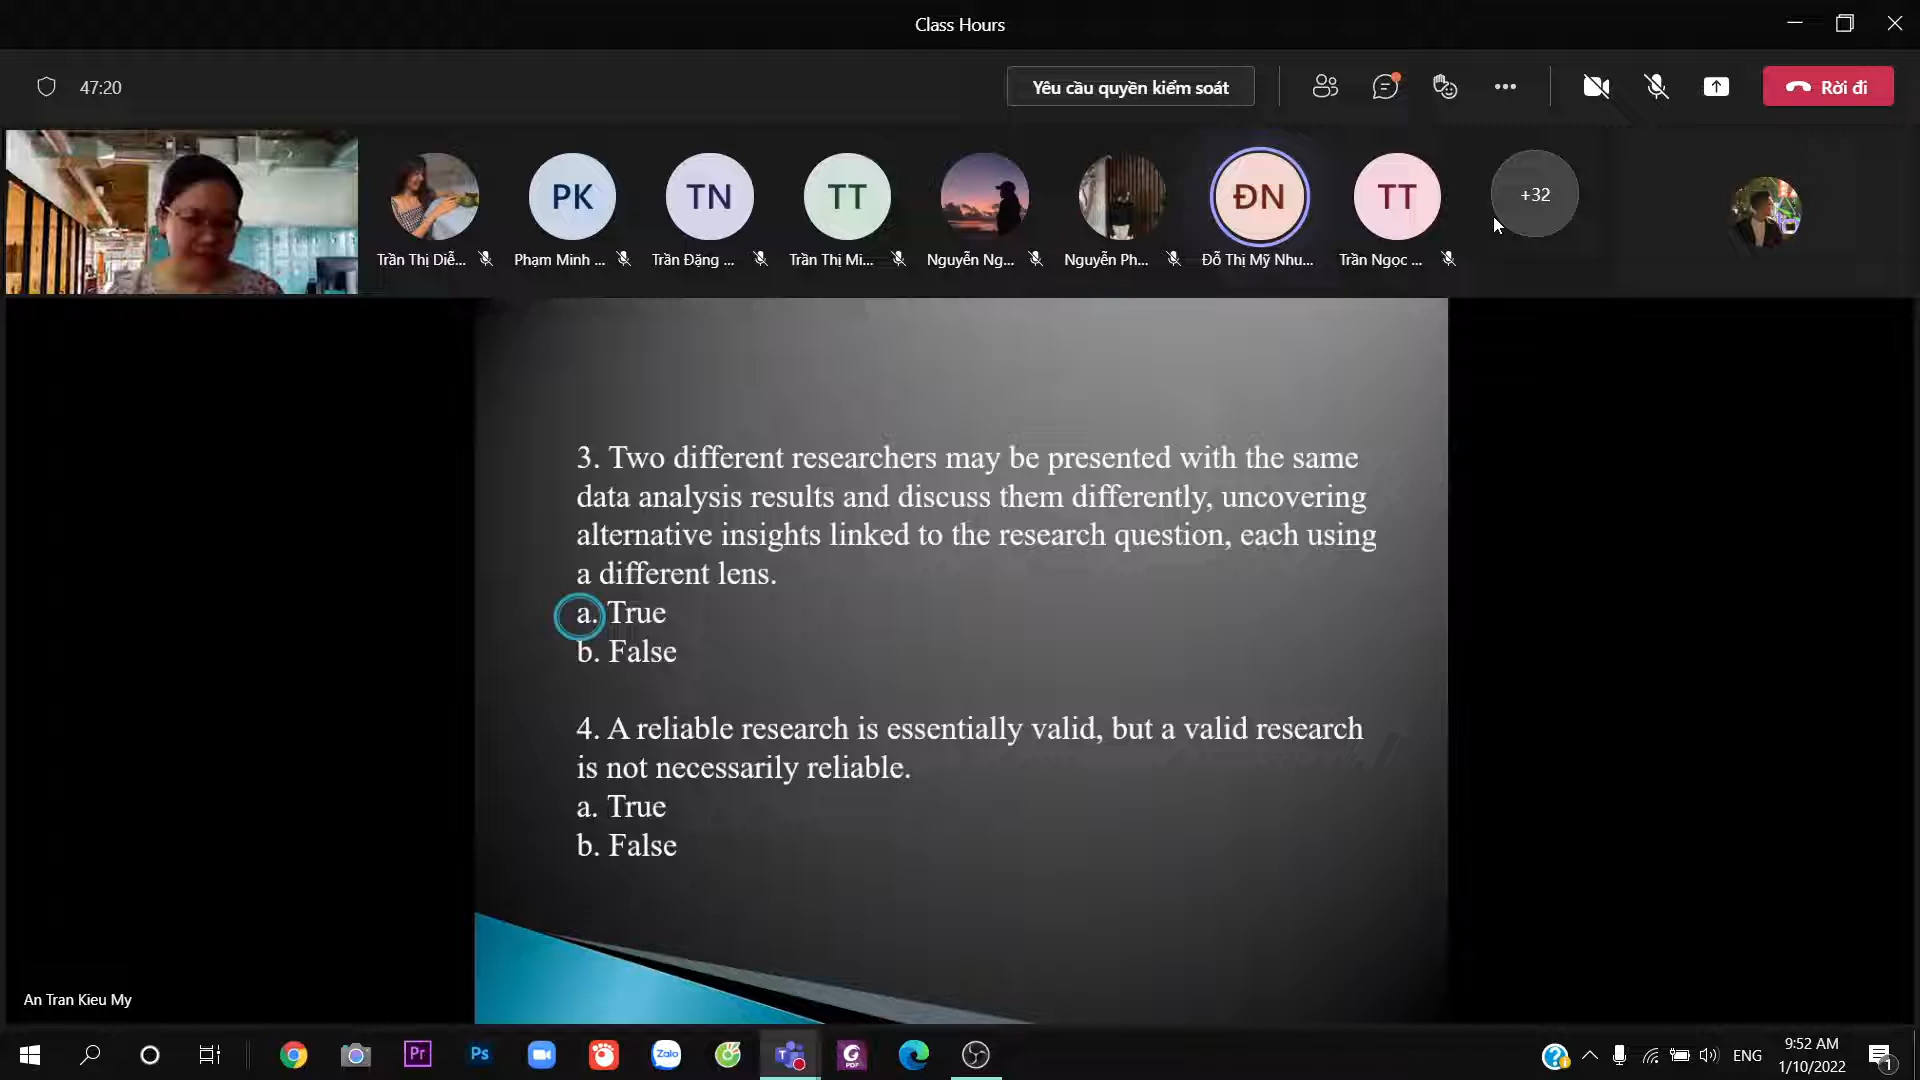 Class Hours
47:20
Yêu cầu quyền kiểm soát
Rời đi
PK
TN
TT
ĐN
TT
+32
Trần Thị Diễ...
Phạm Minh ...
Trần Đặng ...
Trần Thị Mi...
Nguyễn Ng...
Nguyễn Ph...
Đỗ Thị Mỹ Nhu...
Trần Ngọc ...
3. Two different researchers may be presented with the same
data analysis results and discuss them differently, uncovering
alternative insights linked to the research question, each using
a different lens.
a. True
b. False
4. A reliable research is essentially valid, but a valid research
is not necessarily reliable.
a. True
b. False
An Tran Kieu My
Pr
Ps
Zalo
T
PDF
ENG
9:52 AM
1/10/2022
1